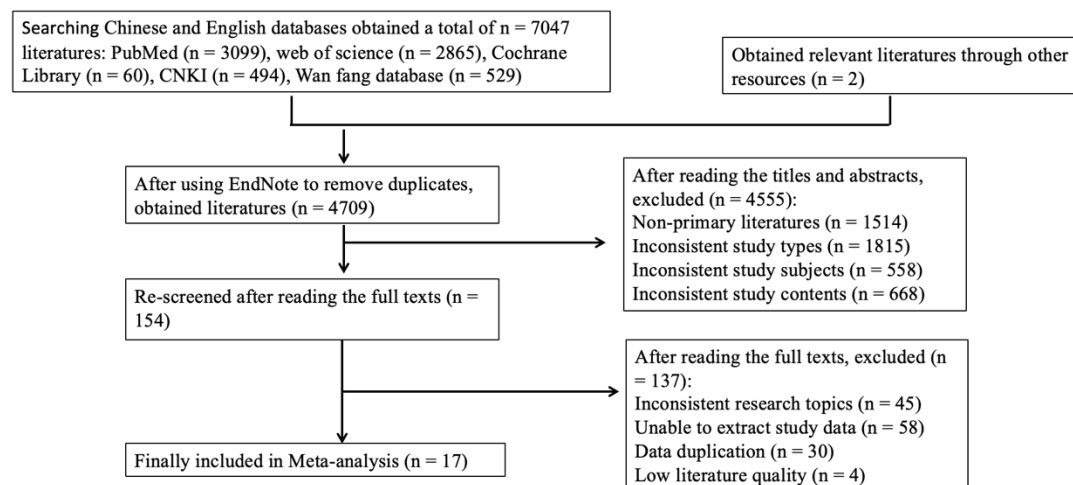 Searching Chinese and English databases obtained a total of n = 7047
literatures: PubMed (n = 3099), web of science (n = 2865), Cochrane
Library (n = 60), CNKI (n = 494), Wan fang database (n = 529)
Obtained relevant literatures through other
resources (n = 2)
After using EndNote to remove duplicates,
obtained literatures (n = 4709)
After reading the titles and abstracts,
excluded (n = 4555):
Non-primary literatures (n = 1514)
Inconsistent study types (n = 1815)
Inconsistent study subjects (n = 558)
Inconsistent study contents (n = 668)
Re-screened after reading the full texts (n =
154)
After reading the full texts, excluded (n
= 137):
Inconsistent research topics (n = 45)
Unable to extract study data (n = 58)
Data duplication (n = 30)
Low literature quality (n = 4)
Finally included in Meta-analysis (n = 17)